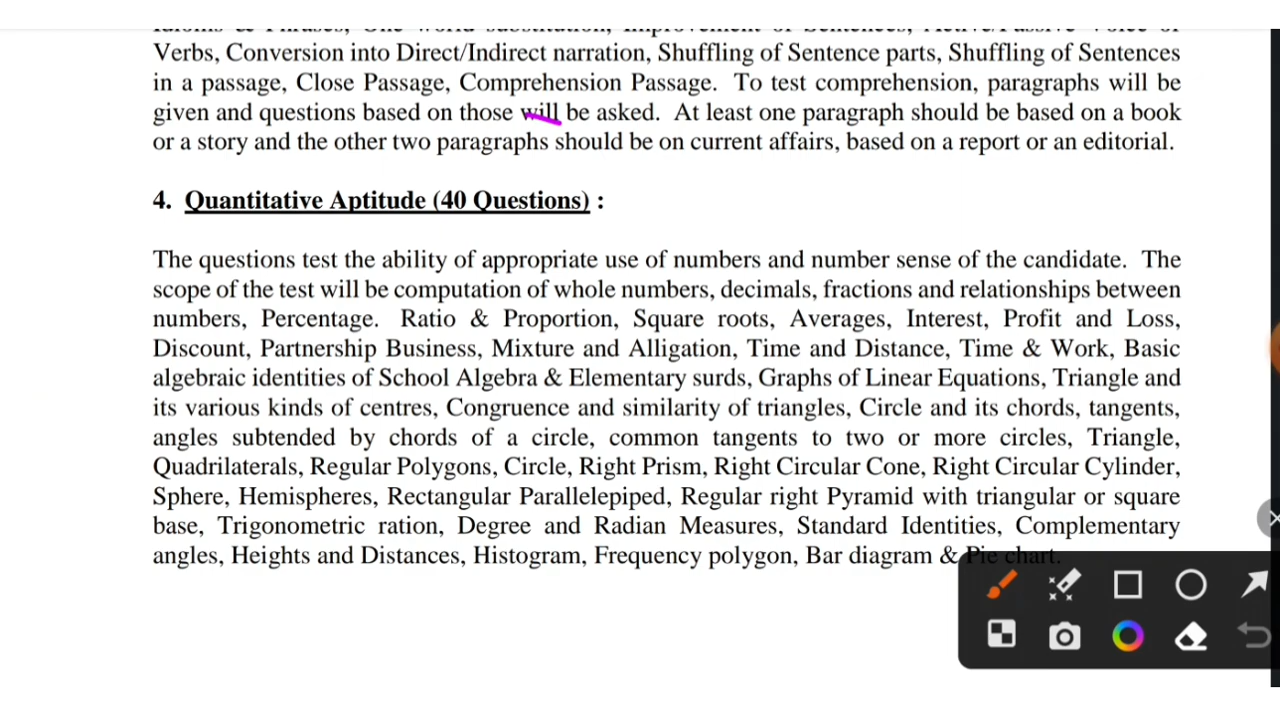 Verbs, Conversion into Direct/Indirect narration, Shuffling of Sentence parts, Shuffling of Sentences
in a passage, Close Passage, Comprehension Passage. To test comprehension, paragraphs will be
given and questions based on those will be asked. At least one paragraph should be based on a book
or a story and the other two paragraphs should be on current affairs, based on a report or an editorial.
4. Quantitative Aptitude (40 Questions) :
The questions test the ability of appropriate use of numbers and number sense of the candidate. The
scope of the test will be computation of whole numbers, decimals, fractions and relationships between
numbers, Percentage. Ratio & Proportion, Square roots, Averages, Interest, Profit and Loss,
Discount, Partnership Business, Mixture and Alligation, Time and Distance, Time & Work, Basic
algebraic identities of School Algebra & Elementary surds, Graphs of Linear Equations, Triangle and
its various kinds of centres, Congruence and similarity of triangles, Circle and its chords, tangents,
angles subtended by chords of a circle, common tangents to two or more circles, Triangle,
Quadrilaterals, Regular Polygons, Circle, Right Prism, Right Circular Cone, Right Circular Cylinder,
Sphere, Hemispheres, Rectangular Parallelepiped, Regular right Pyramid with triangular or square
base, Trigonometric ration, Degree and Radian Measures, Standard Identities, Complementary
angles, Heights and Distances, Histogram, Frequency polygon, Bar diagram & Pie chart.